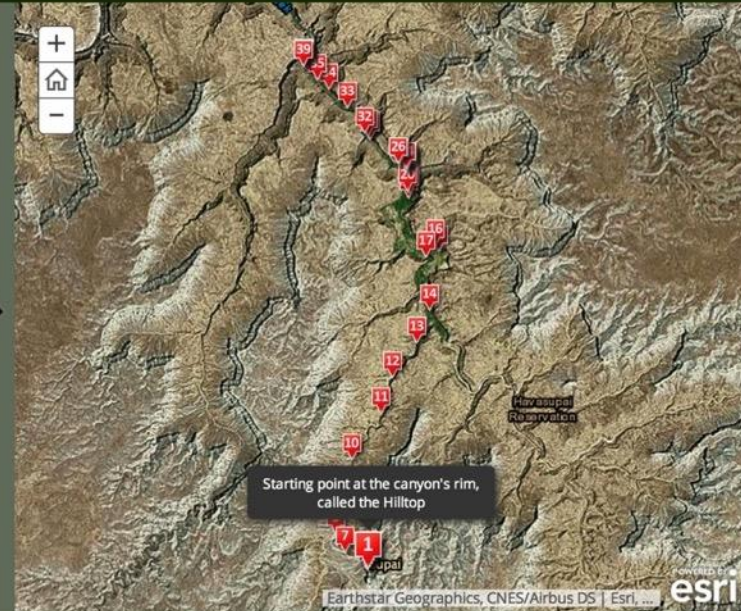 +
−
39
33
32
26
16
17
14
13
12
11
Havasupai
Reservation
10
Starting point at the canyon's rim,
called the Hilltop
7
1
POWERED BY
esri
Earthstar Geographics, CNES/Airbus DS | Esri, ...